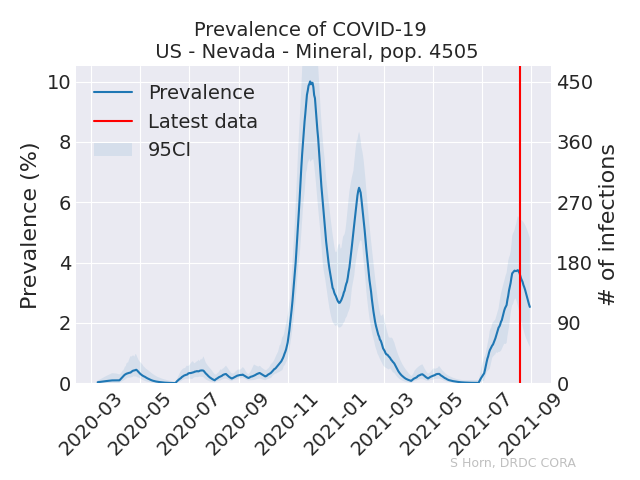 Prevalence of COVID-19
US - Nevada - Mineral, pop. 4505
Prevalence (%)
# of infections
10
8
6
4
2
0
450
360
270
180
90
0
Prevalence
Latest data
95CI
2020-03
2020-05
2020-07
2020-09
2020-11
2021-01
2021-03
2021-05
2021-07
2021-09
S Horn, DRDC CORA